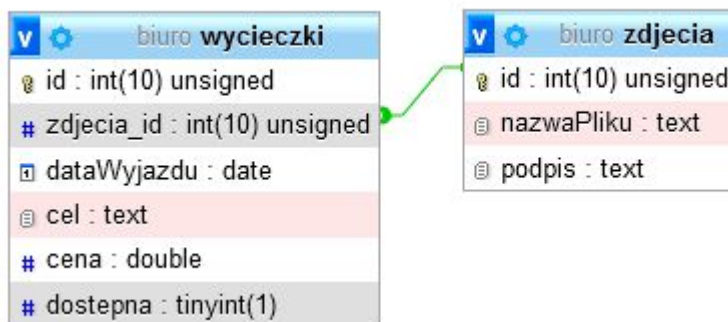 v biuro wycieczki
id : int(10) unsigned
# zdjecia_id : int(10) unsigned
dataWyjazdu : date
cel : text
# cena : double
# dostepna : tinyint(1)
v biuro zdjecia
id : int(10) unsigned
nazwaPliku : text
podpis : text